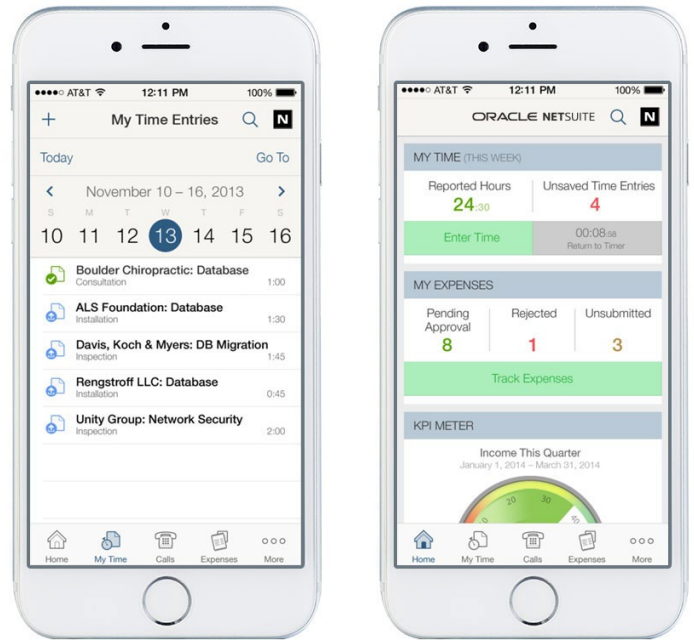 AT&T 12:11 PM 100%
My Time Entries N
Today Go To
November 10 – 16, 2013
S M T W T F S
10 11 12 13 14 15 16
Boulder Chiropractic: Database
Consultation 1:00
ALS Foundation: Database
Installation 1:30
Davis, Koch & Myers: DB Migration
Inspection 1:45
Rengstroff LLC: Database
Installation 0:45
Unity Group: Network Security
Inspection 2:00
Home My Time Calls Expenses More
AT&T 12:11 PM 100%
ORACLE NETSUITE N
MY TIME (THIS WEEK)
Reported Hours Unsaved Time Entries
24:30 4
Enter Time 00:08:58
Return to Timer
MY EXPENSES
Pending Rejected Unsubmitted
Approval
8 1 3
Track Expenses
KPI METER
Income This Quarter
January 1, 2014 – March 31, 2014
10 20 30 40
Home My Time Calls Expenses More